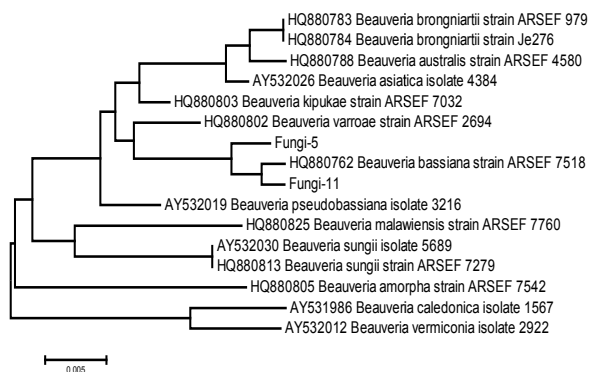 HQ880783 Beauveria brongniartii strain ARSEF 979
HQ880784 Beauveria brongniartii strain Je276
HQ880788 Beauveria australis strain ARSEF 4580
AY532026 Beauveria asiatica isolate 4384
HQ880803 Beauveria kipukae strain ARSEF 7032
HQ880802 Beauveria varroae strain ARSEF 2694
Fungi-5
HQ880762 Beauveria bassiana strain ARSEF 7518
Fungi-11
AY532019 Beauveria pseudobassiana isolate 3216
HQ880825 Beauveria malawiensis strain ARSEF 7760
AY532030 Beauveria sungii isolate 5689
HQ880813 Beauveria sungii strain ARSEF 7279
HQ880805 Beauveria amorpha strain ARSEF 7542
AY531986 Beauveria caledonica isolate 1567
AY532012 Beauveria vermiconia isolate 2922
0.005